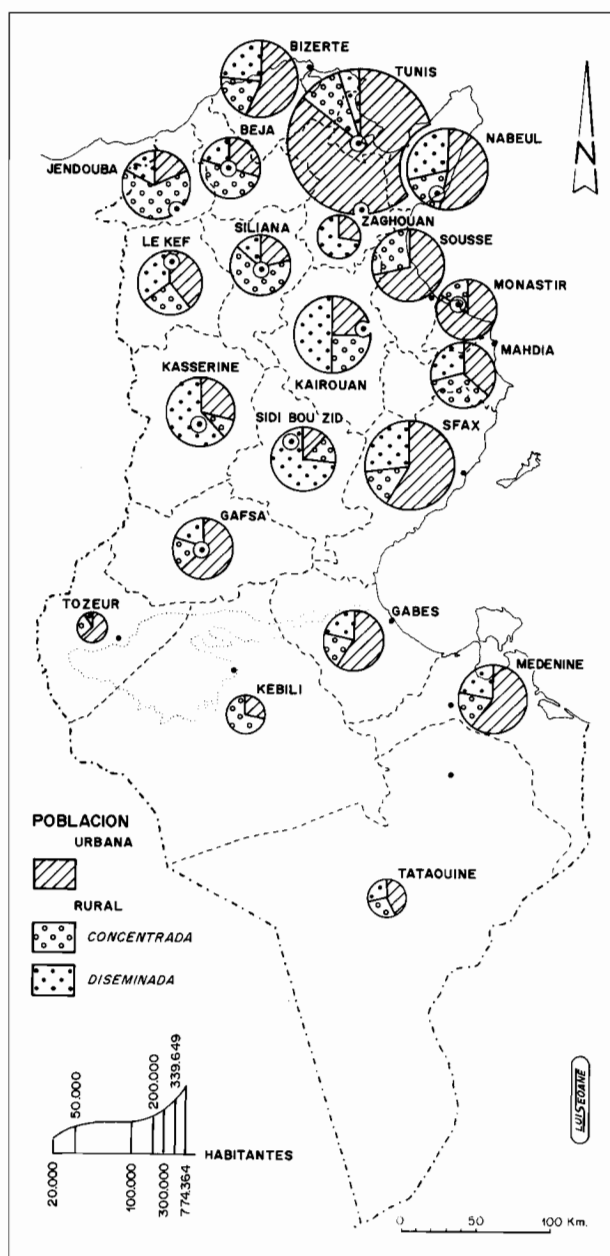 BIZERTE
TUNIS
BEJA
NABEUL
JENDOUBA
ZAGHOUAN
SILIANA
LE KEF
SOUSSE
MONASTIR
MAHDIA
KASSERINE
KAIROUAN
SIDI BOU ZID
SFAX
GAFSA
TOZEUR
GABES
MEDENINE
KEBILI
TATAOUINE
N
POBLACION
URBANA
RURAL
CONCENTRADA
DISEMINADA
50.000
200.000
339.649
HABITANTES
20.000
100.000
300.000
774.364
LUISEOANE
0 50 100 Km.